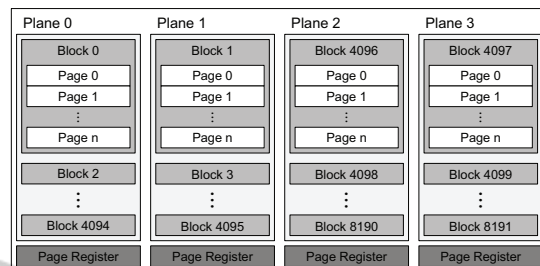 Plane 0
Plane 1
Plane 2
Plane 3
Block 0
Block 1
Block 4096
Block 4097
Page 0
Page 0
Page 0
Page 0
Page 1
Page 1
Page 1
Page 1
Page n
Page n
Page n
Page n
Block 2
Block 3
Block 4098
Block 4099
Block 4094
Block 4095
Block 8190
Block 8191
Page Register
Page Register
Page Register
Page Register